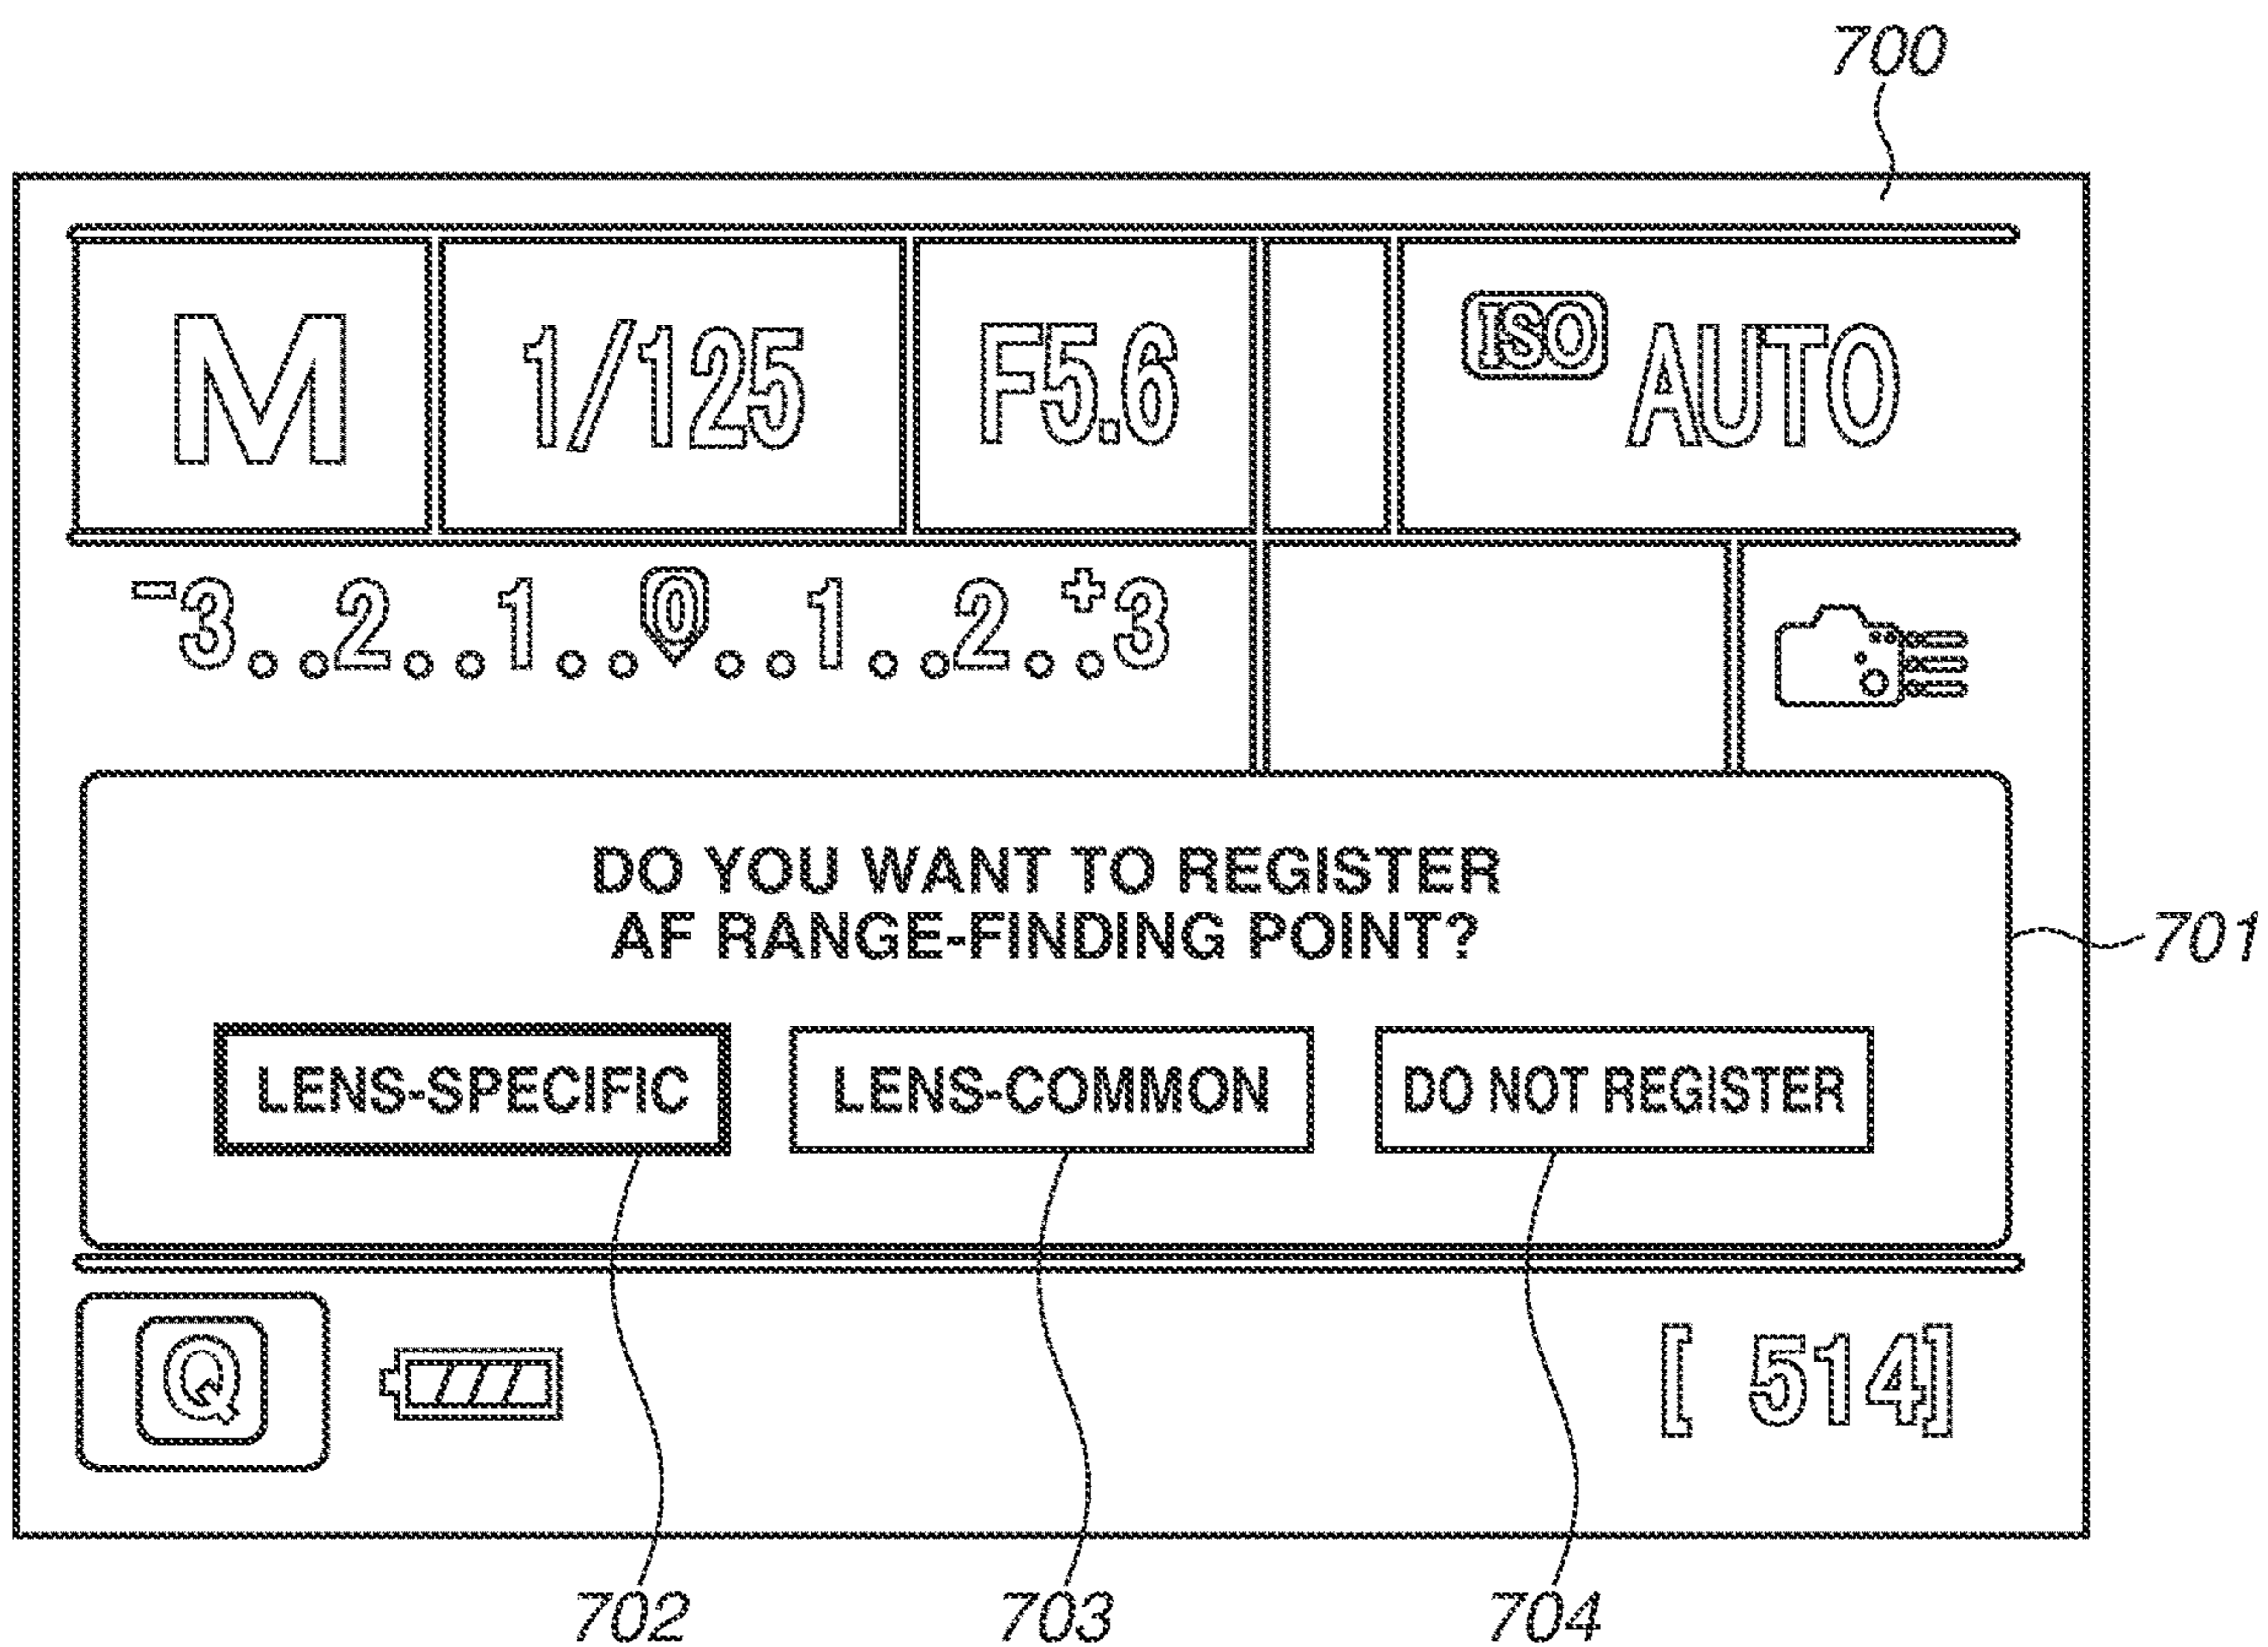 700
M 1/125 F5.6 ISO AUTO
-3..2..1..0..1..2..+3
DO YOU WANT TO REGISTER
AF RANGE-FINDING POINT?
701
LENS-SPECIFIC LENS-COMMON DO NOT REGISTER
Q [ 514]
702 703 704